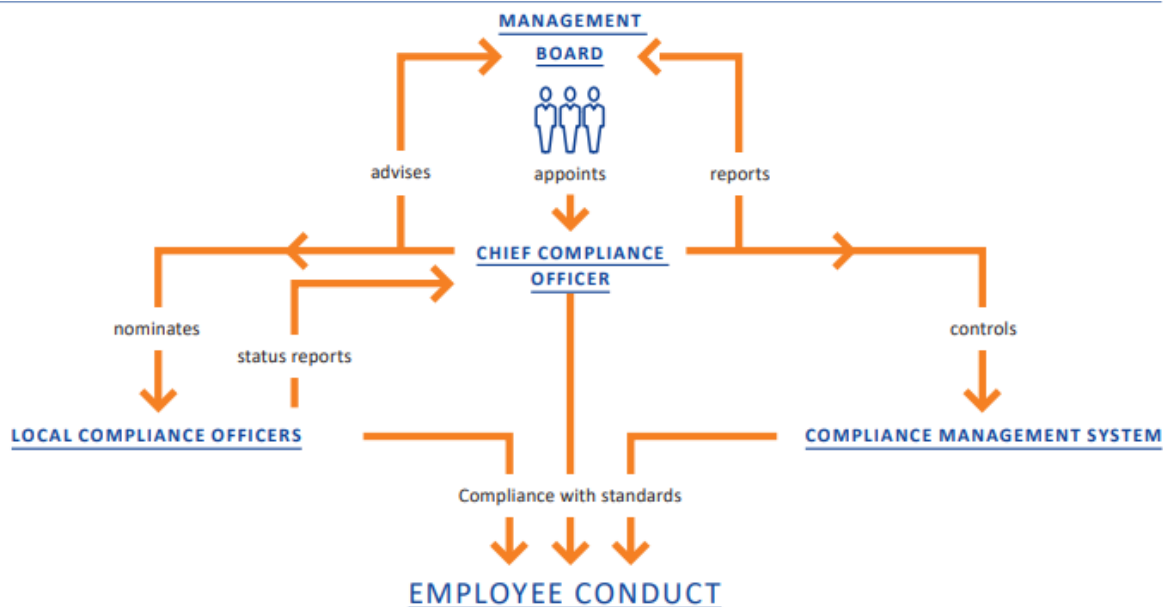 MANAGEMENT
BOARD
advises
appoints
reports
CHIEF COMPLIANCE
OFFICER
nominates
controls
status reports
LOCAL COMPLIANCE OFFICERS
COMPLIANCE MANAGEMENT SYSTEM
Compliance with standards
EMPLOYEE CONDUCT